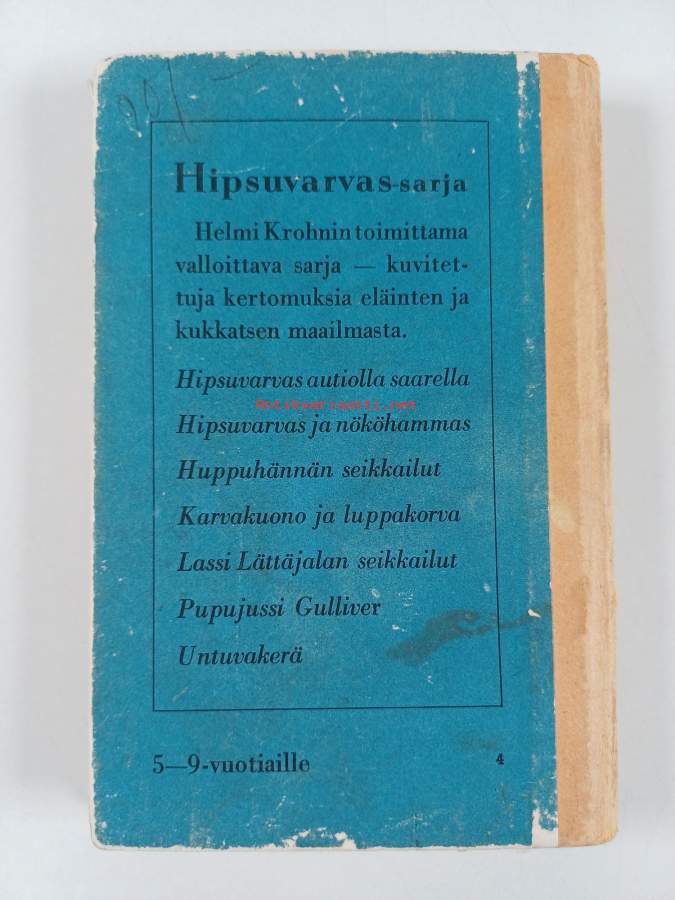 Hipsuvarvas-sarja
Helmi Krohnin toimittama
valloittava sarja — kuvitet-
tuja kertomuksia eläinten ja
kukkatsen maailmasta.
Hipsuvarvas autiolla saarella
Antikvariaatti.net
Hipsuvarvas ja nököhammas
Huppuhännän seikkailut
Karvakuono ja luppakorva
Lassi Lättäjalan seikkailut
Pupujussi Gulliver
Untuvakerä
5—9-vuotiaille
4